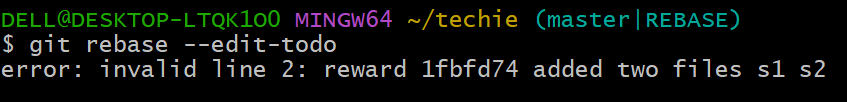 DELL@DESKTOP-LTQK1OO MINGW64 ~/techie (master|REBASE)
$ git rebase --edit-todo
error: invalid line 2: reward 1fbfd74 added two files s1 s2